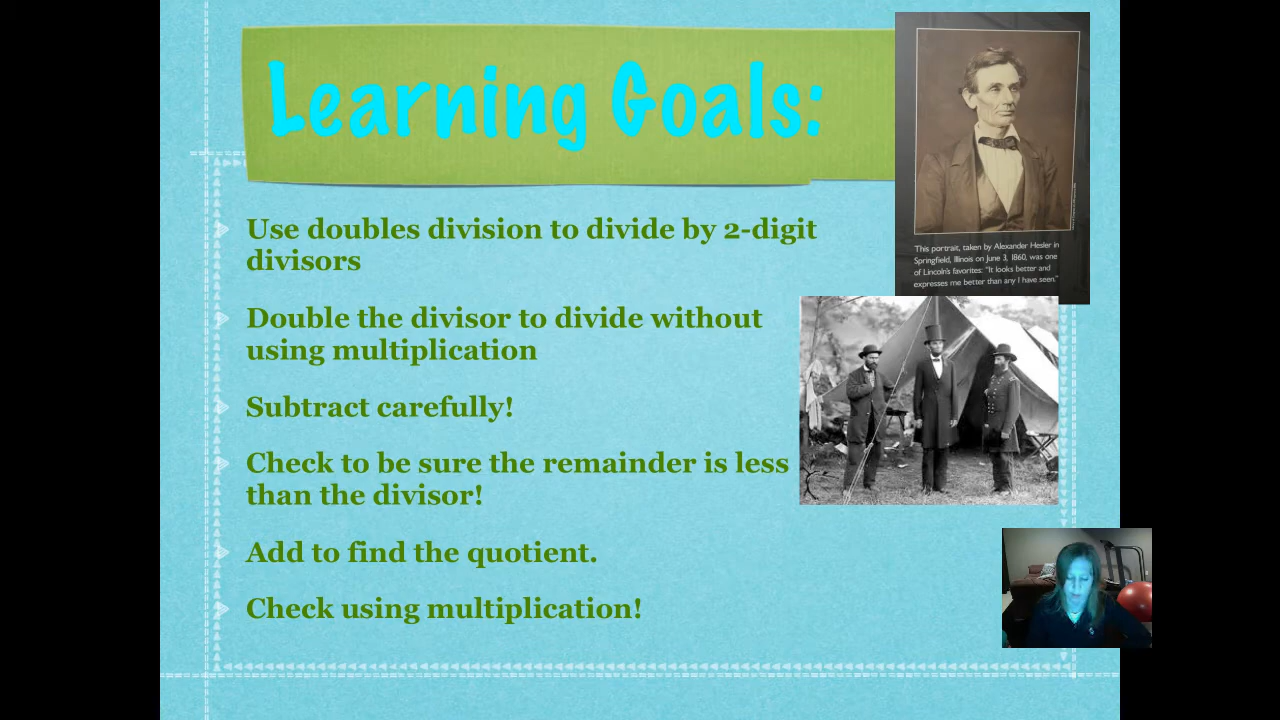 Learning Goals:
Use doubles division to divide by 2-digit
divisors
Double the divisor to divide without
using multiplication
Subtract carefully!
Check to be sure the remainder is less
than the divisor!
Add to find the quotient.
Check using multiplication!
This portrait, taken by Alexander Hesler in
Springfield, Illinois on June 3, 1860, was one
of Lincoln's favorites: "It looks better and
expresses me better than any I have seen."